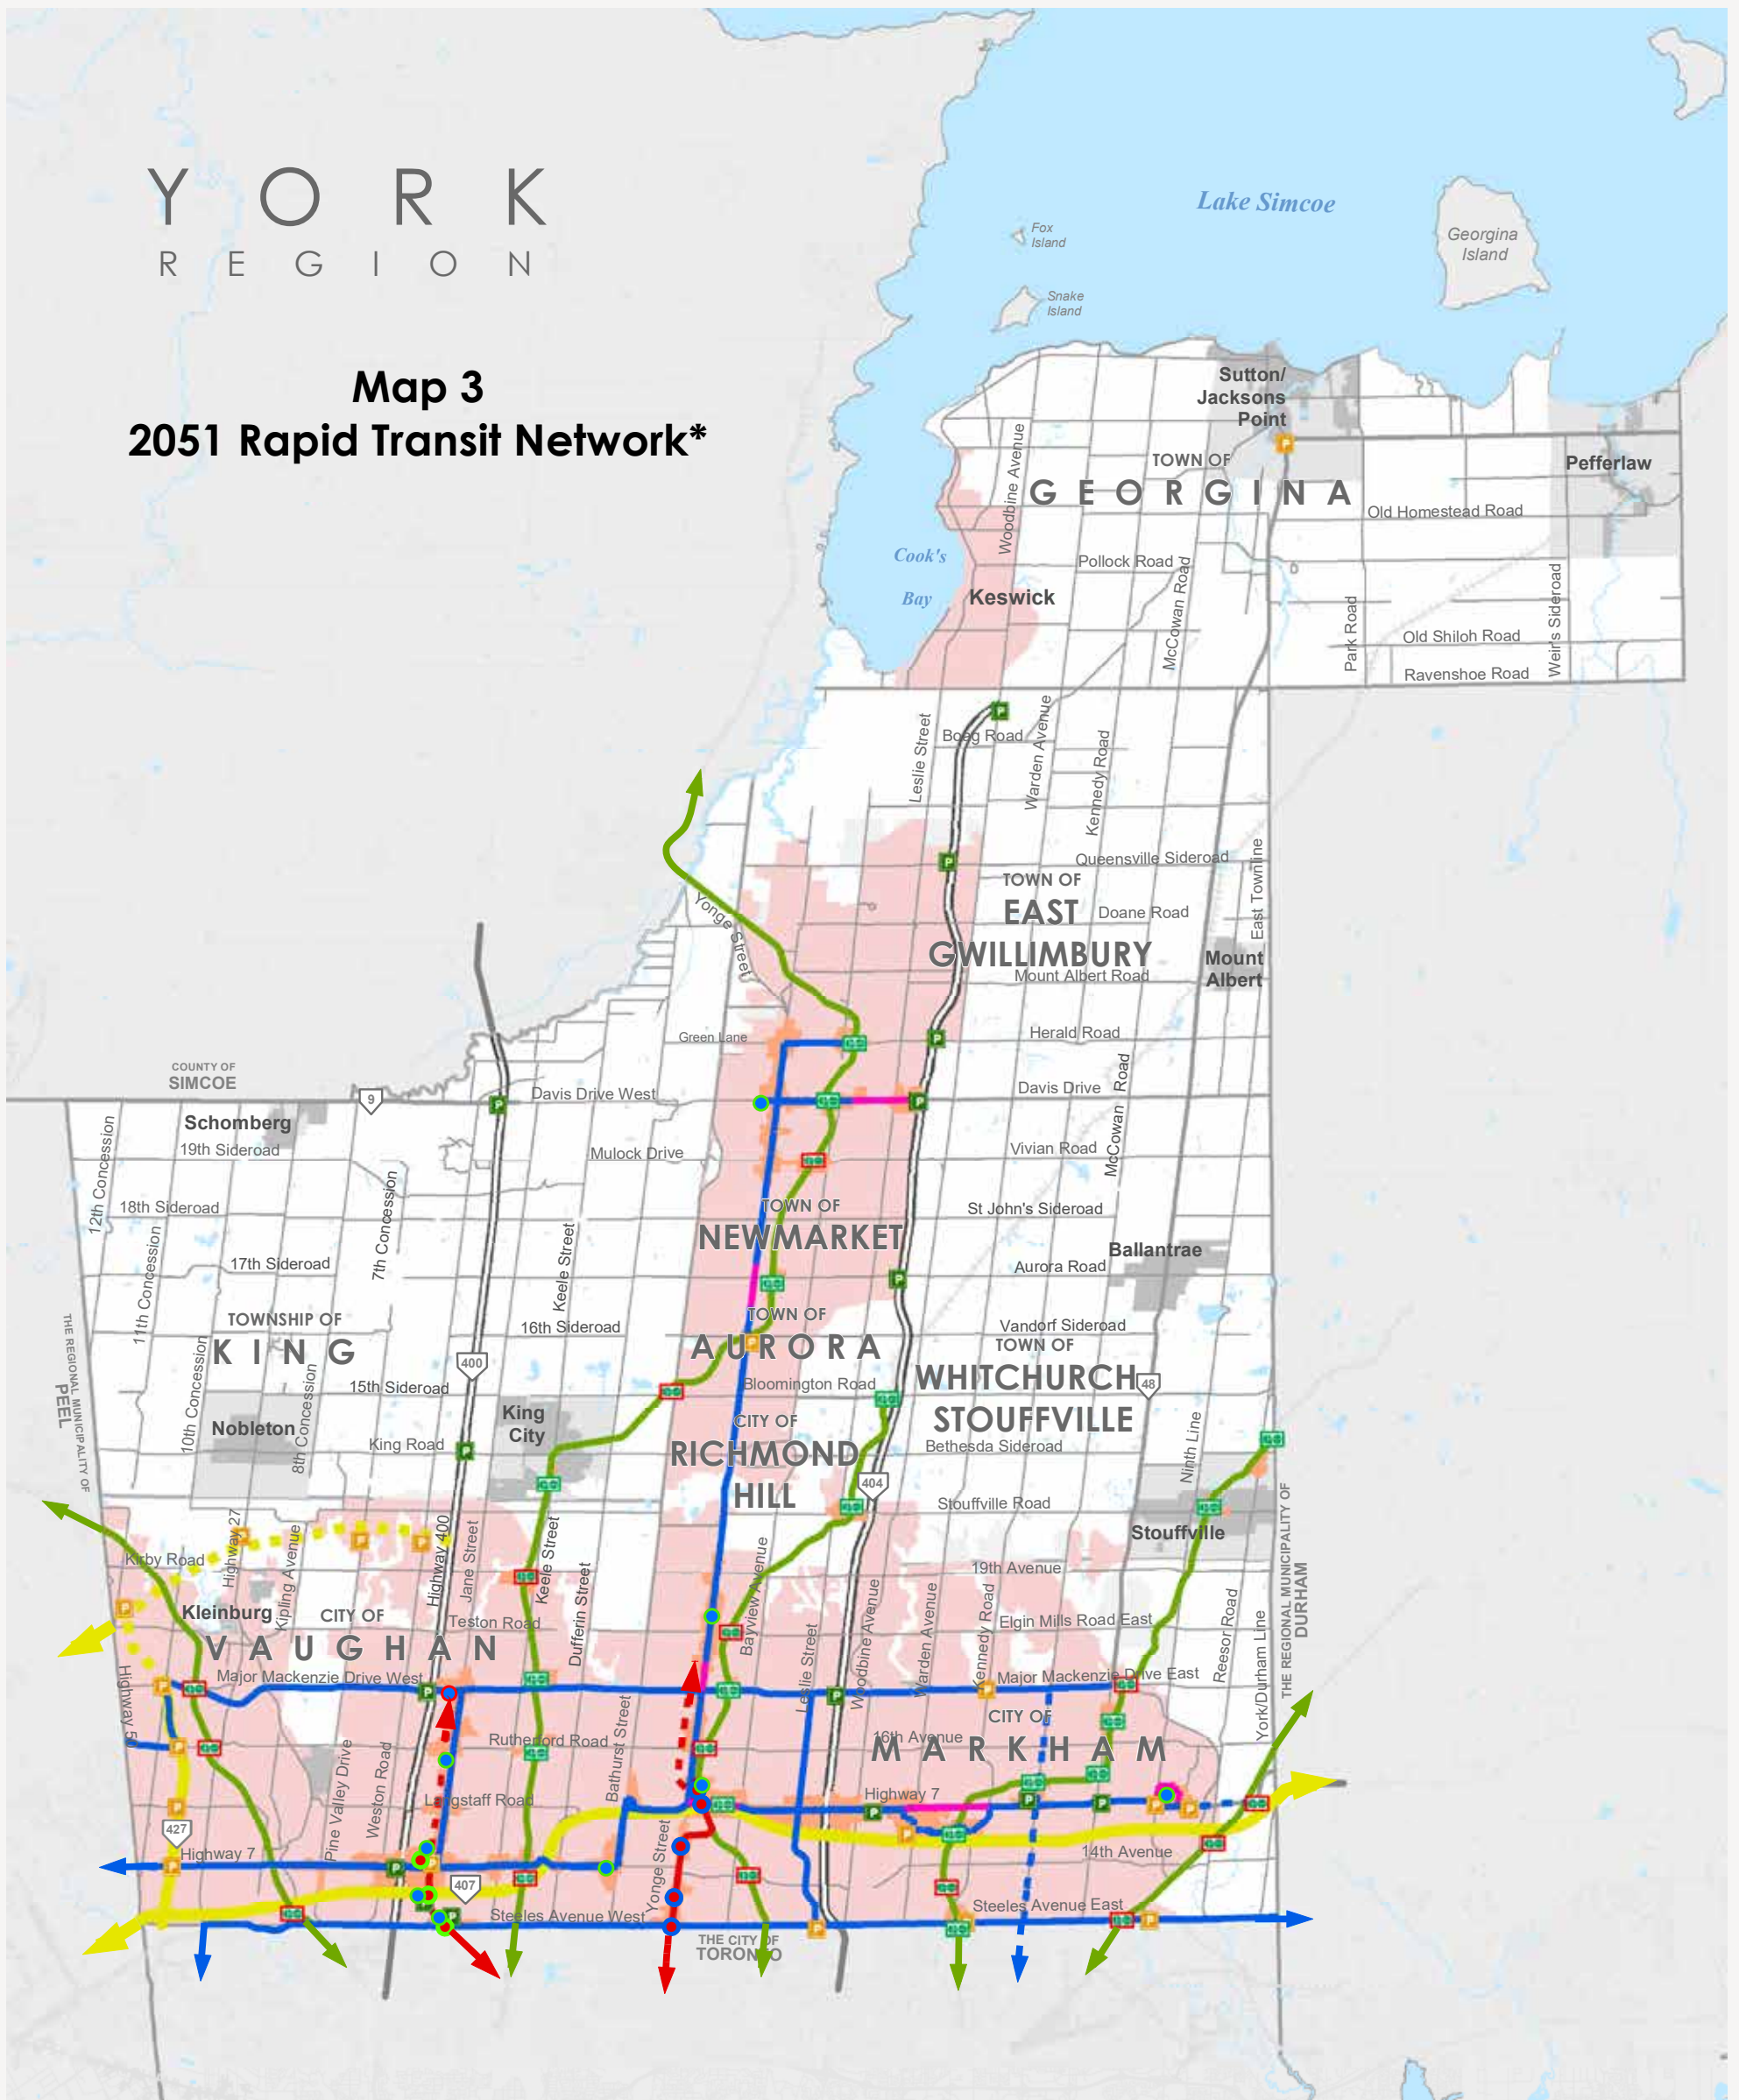 YORK
REGION
Map 3
2051 Rapid Transit Network*
Lake Simcoe
Fox
Island
Georgina
Island
Snake
Island
Sutton/
Jacksons
Point
Pefferlaw
TOWN OF
GEORGINA
Woodbine Avenue
Old Homestead Road
Cook's
Bay
Keswick
Pollock Road
McCowan Road
Park Road
Weir's Sideroad
Old Shiloh Road
Ravenshoe Road
Leslie Street
Boag Road
Warden Avenue
Kennedy Road
Queensville Sideroad
East Townline
TOWN OF
EAST
GWILLIMBURY
Doane Road
Mount Albert Road
Mount
Albert
Yonge Street
Green Lane
Herald Road
COUNTY OF
SIMCOE
9
Davis Drive West
Davis Drive
McCowan Road
Schomberg
19th Sideroad
12th Concession
Mulock Drive
Vivian Road
18th Sideroad
7th Concession
TOWN OF
NEWMARKET
St John's Sideroad
11th Concession
17th Sideroad
Keele Street
Aurora Road
Ballantrae
THE REGIONAL MUNICIPALITY OF
PEEL
TOWNSHIP OF
KING
16th Sideroad
TOWN OF
AURORA
Vandorf Sideroad
TOWN OF
WHITCHURCH
STOUFFVILLE
48
400
10th Concession
8th Concession
15th Sideroad
Bloomington Road
Nobleton
King
City
King Road
CITY OF
RICHMOND
HILL
Bethesda Sideroad
Ninth Line
404
Stouffville Road
Stouffville
THE REGIONAL MUNICIPALITY OF
DURHAM
Kirby Road
Highway 27
Kipling Avenue
Highway 400
Jane Street
Keele Street
Dufferin Street
Bayview Avenue
19th Avenue
Kleinburg
CITY OF
VAUGHAN
Teston Road
Woodbine Avenue
Warden Avenue
Kennedy Road
Elgin Mills Road East
Reesor Road
York/Durham Line
Leslie Street
Highway 50
Major Mackenzie Drive West
Major Mackenzie Drive East
CITY OF
MARKHAM
Bathurst Street
Rutherford Road
16th Avenue
Pine Valley Drive
Weston Road
Langstaff Road
Highway 7
427
Highway 7
Yonge Street
14th Avenue
407
Steeles Avenue West
Steeles Avenue East
THE CITY OF
TORONTO